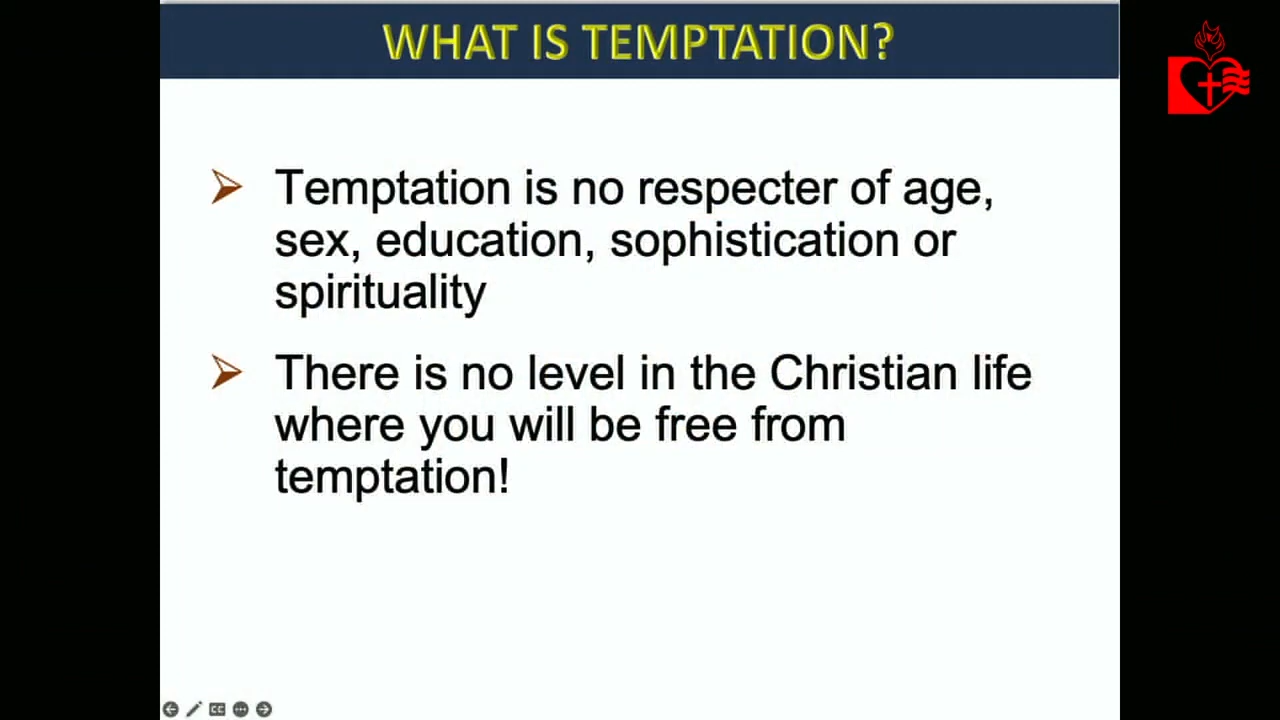 WHAT IS TEMPTATION?
Temptation is no respecter of age,
sex, education, sophistication or
spirituality
There is no level in the Christian life
where you will be free from
temptation!
CC